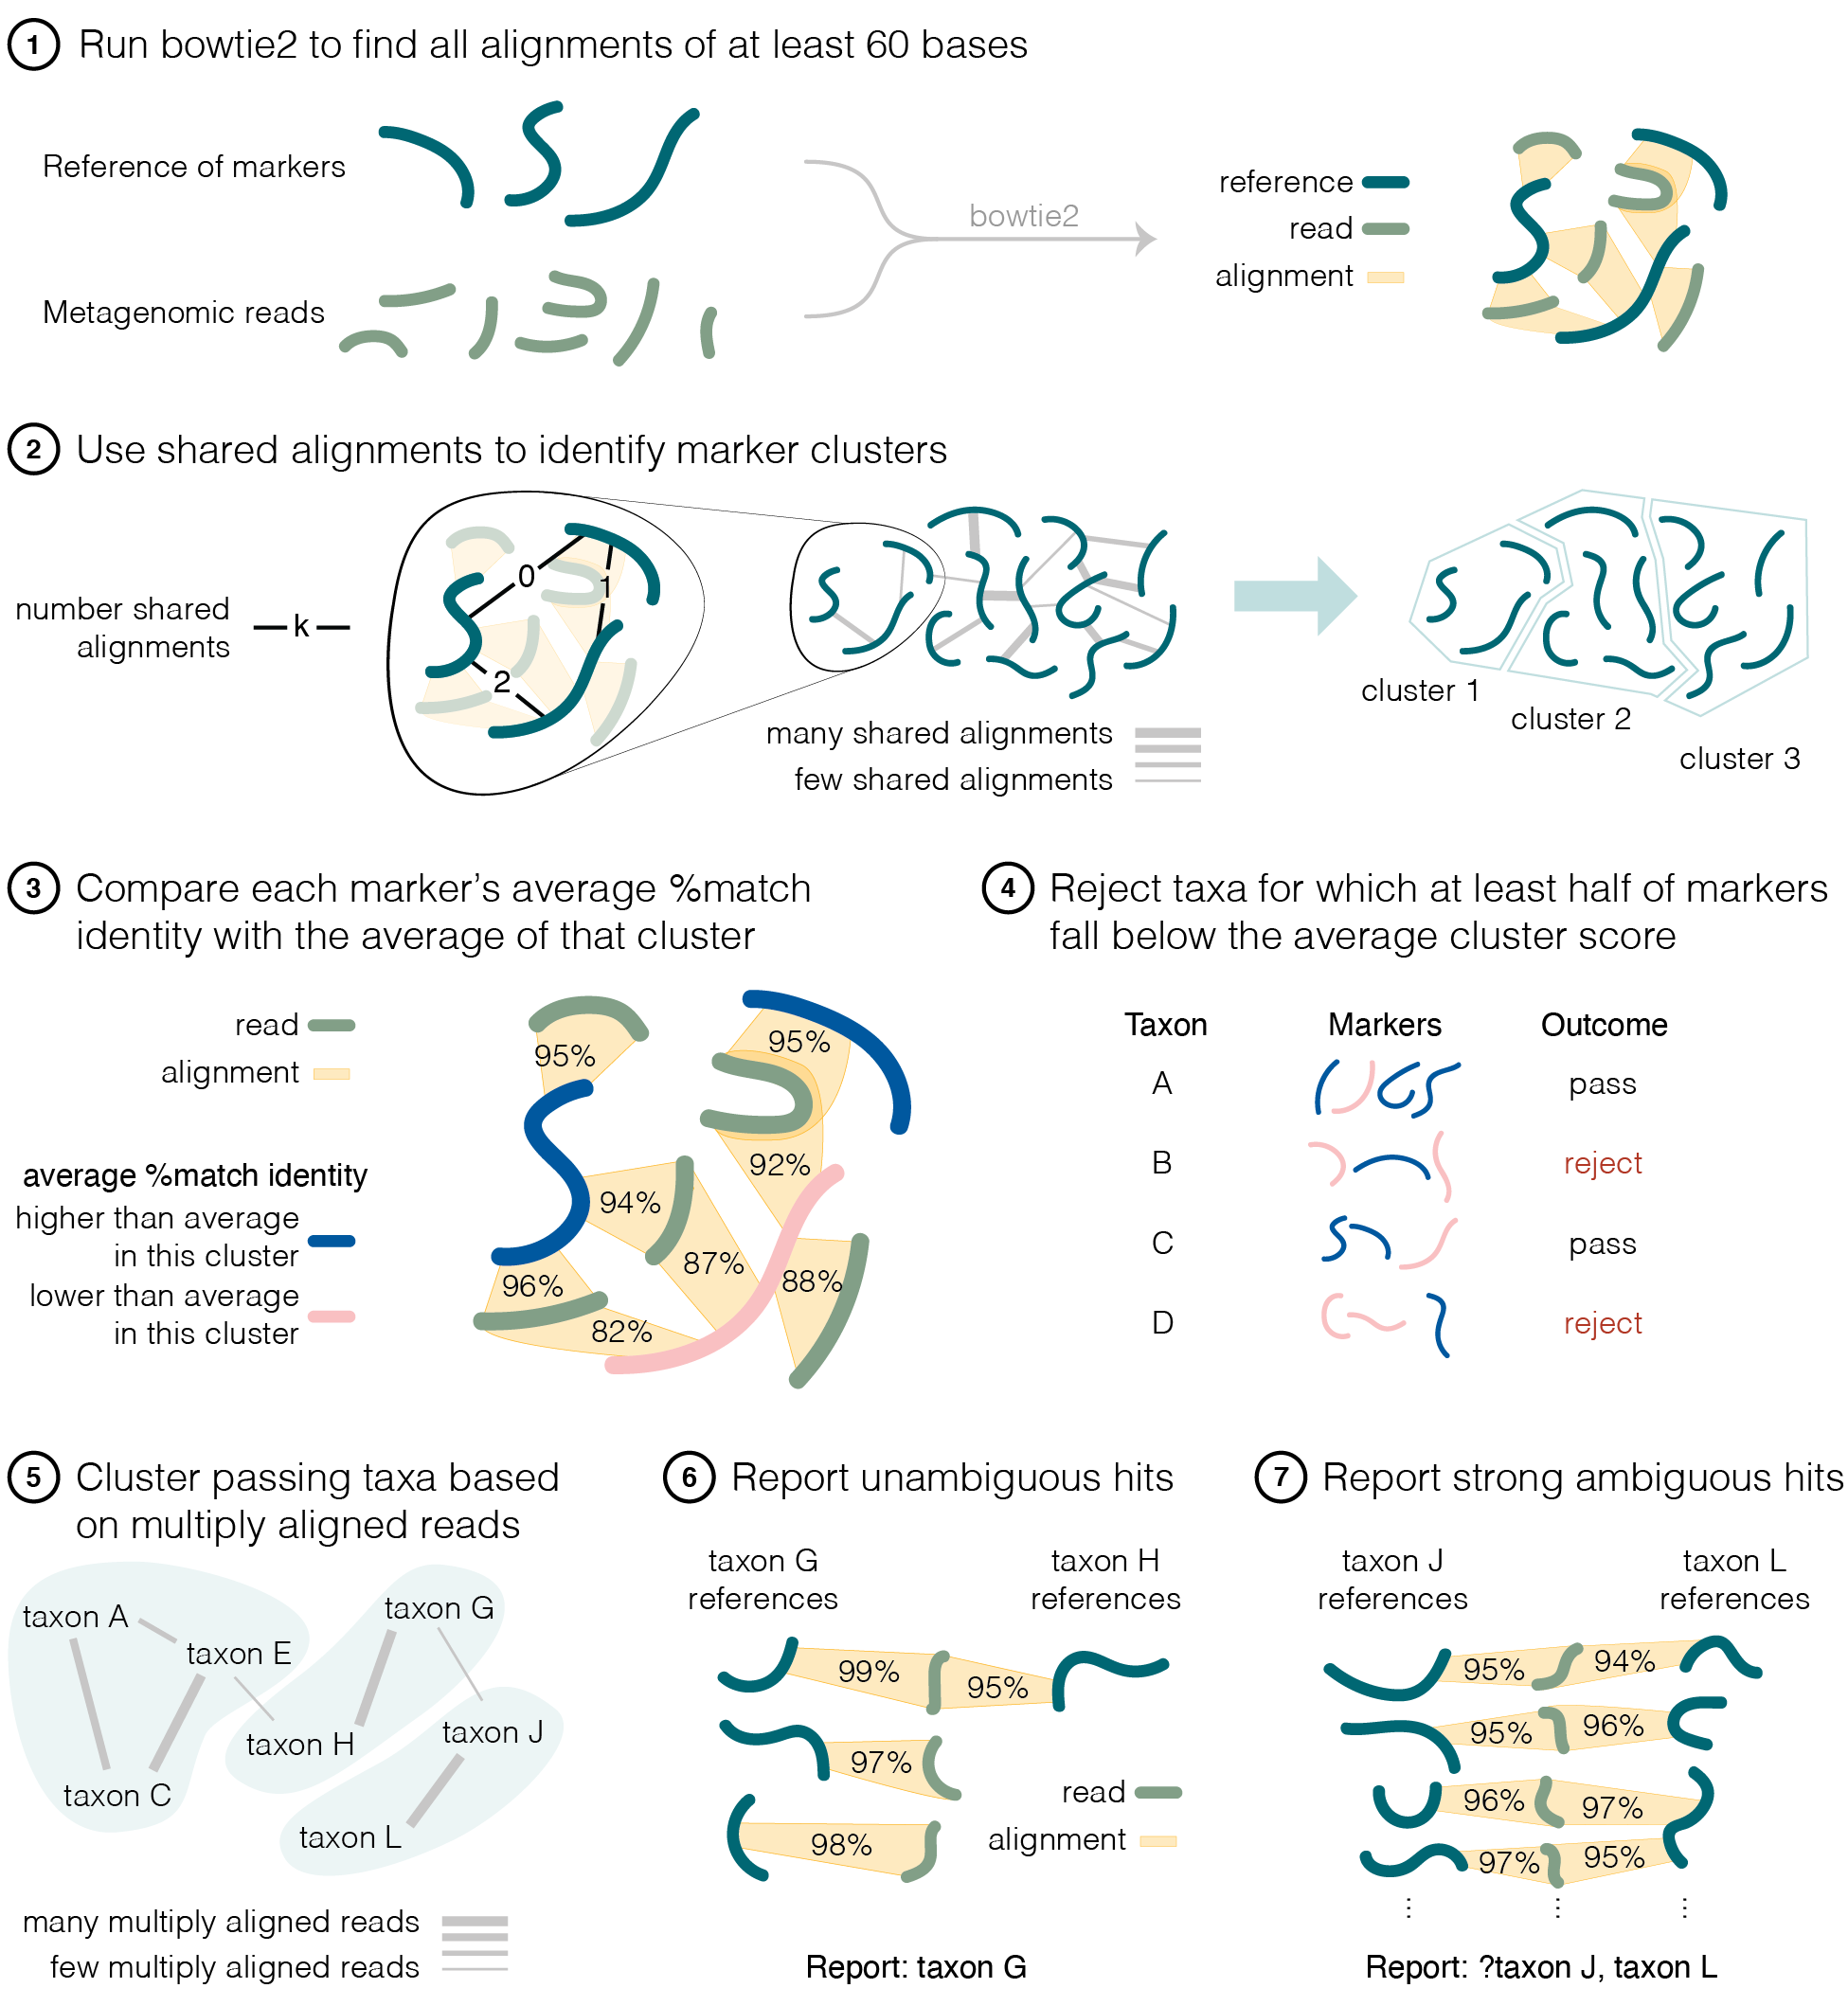 1 Run bowtie2 to find all alignments of at least 60 bases
Reference of markers
Metagenomic reads
bowtie2
reference
read
alignment
2 Use shared alignments to identify marker clusters
number shared
alignments
k
0
1
2
many shared alignments
few shared alignments
cluster 1
cluster 2
cluster 3
3 Compare each marker's average %match
identity with the average of that cluster
read
alignment
average %match identity
higher than average
in this cluster
lower than average
in this cluster
95%
95%
92%
94%
87%
88%
96%
82%
4 Reject taxa for which at least half of markers
fall below the average cluster score
Taxon Markers Outcome
A pass
B reject
C pass
D reject
5 Cluster passing taxa based
on multiply aligned reads
taxon A
taxon E
taxon C
taxon G
taxon H
taxon J
taxon L
many multiply aligned reads
few multiply aligned reads
6 Report unambiguous hits
taxon G
references
taxon H
references
99% 95%
97%
98%
read
alignment
Report: taxon G
7 Report strong ambiguous hits
taxon J
references
taxon L
references
95% 94%
95% 96%
96% 97%
97% 95%
Report: ?taxon J, taxon L